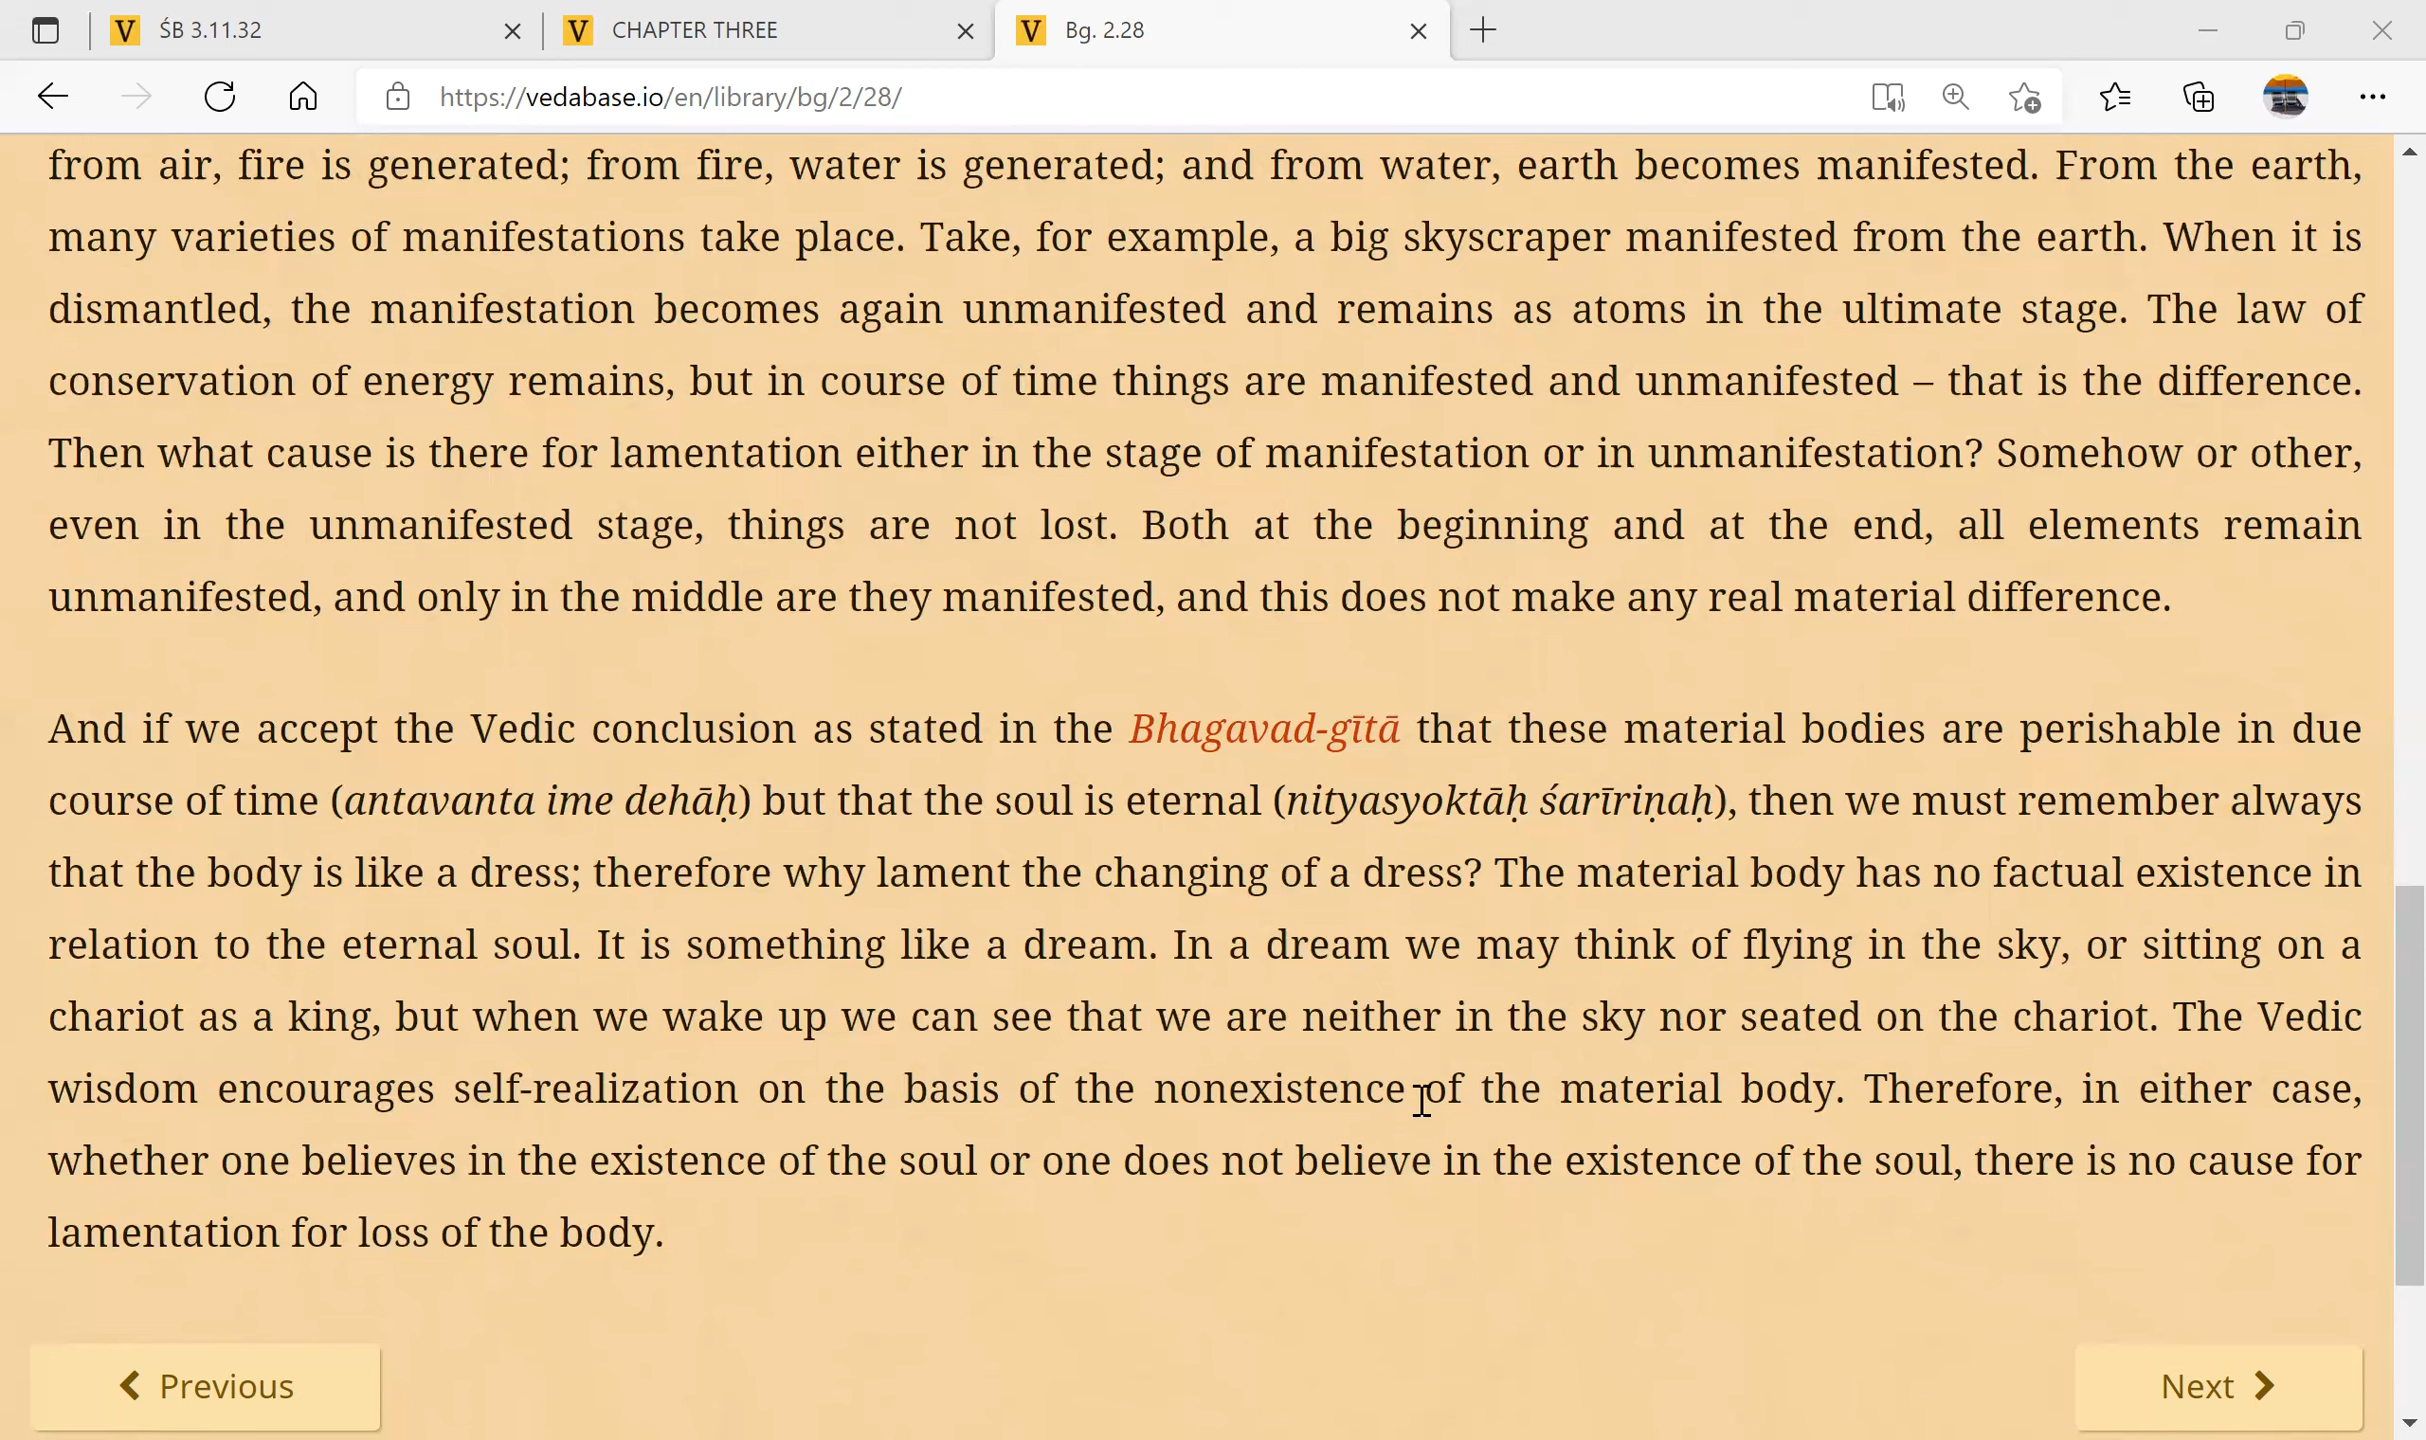 V ŚB 3.11.32
V CHAPTER THREE
V Bg. 2.28
https://vedabase.io/en/library/bg/2/28/
from air, fire is generated; from fire, water is generated; and from water, earth becomes manifested. From the earth,
many varieties of manifestations take place. Take, for example, a big skyscraper manifested from the earth. When it is
dismantled, the manifestation becomes again unmanifested and remains as atoms in the ultimate stage. The law of
conservation of energy remains, but in course of time things are manifested and unmanifested – that is the difference.
Then what cause is there for lamentation either in the stage of manifestation or in unmanifestation? Somehow or other,
even in the unmanifested stage, things are not lost. Both at the beginning and at the end, all elements remain
unmanifested, and only in the middle are they manifested, and this does not make any real material difference.
And if we accept the Vedic conclusion as stated in the Bhagavad-gītā that these material bodies are perishable in due
course of time (antavanta ime dehāḥ) but that the soul is eternal (nityasyoktāḥ śarīriṇaḥ), then we must remember always
that the body is like a dress; therefore why lament the changing of a dress? The material body has no factual existence in
relation to the eternal soul. It is something like a dream. In a dream we may think of flying in the sky, or sitting on a
chariot as a king, but when we wake up we can see that we are neither in the sky nor seated on the chariot. The Vedic
wisdom encourages self-realization on the basis of the nonexistence of the material body. Therefore, in either case,
whether one believes in the existence of the soul or one does not believe in the existence of the soul, there is no cause for
lamentation for loss of the body.
Previous
Next